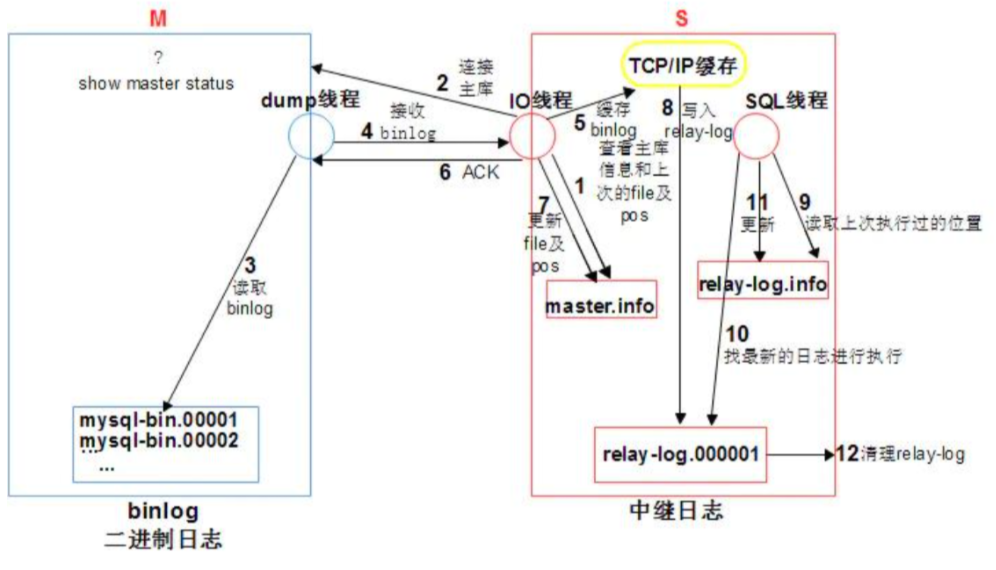 M
S
?
show master status
dump线程
2 连接
主库
4 接收
binlog
6 ACK
3
读取
binlog
mysql-bin.00001
mysql-bin.00002
...
...
binlog
二进制日志
IO线程
TCP/IP缓存
5 缓存
binlog
8 写入
relay-log
SQL线程
1 查看主库
信息和上
次的file及
pos
7
更新
file及
pos
master.info
11
更新
9
读取上次执行过的位置
relay-log.info
10
找最新的日志进行执行
relay-log.000001
12清理relay-log
中继日志